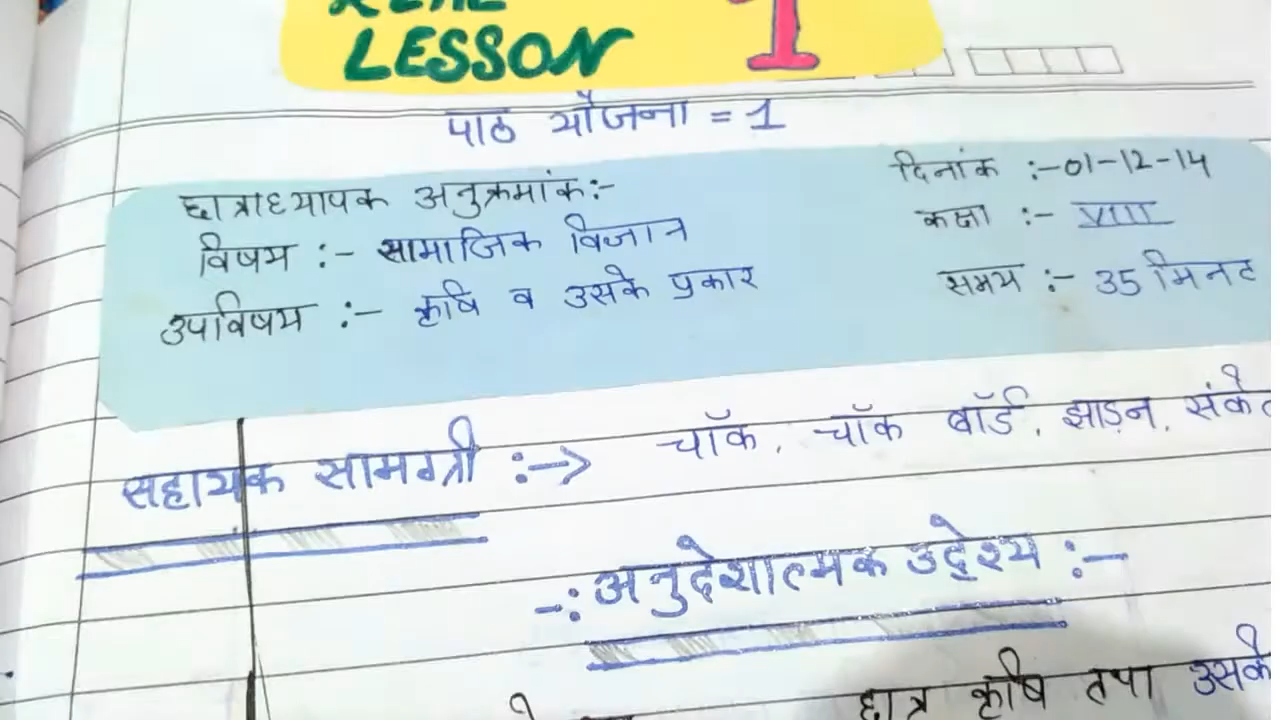 LESSON 1
पाठ योजना = 1
छात्राध्यापक अनुक्रमांक:-
दिनांक :-01-12-14
विषय :- सामाजिक विज्ञान
कक्षा :- VIII
उपविषय :- कृषि व उसके प्रकार
समय :- 35 मिनट
सहायक सामग्री :-> चॉक, चॉक बॉर्ड, झाड़न, संकेत
-: अनुदेशात्मक उद्देश्य :-
छात्र कृषि तथा उसके